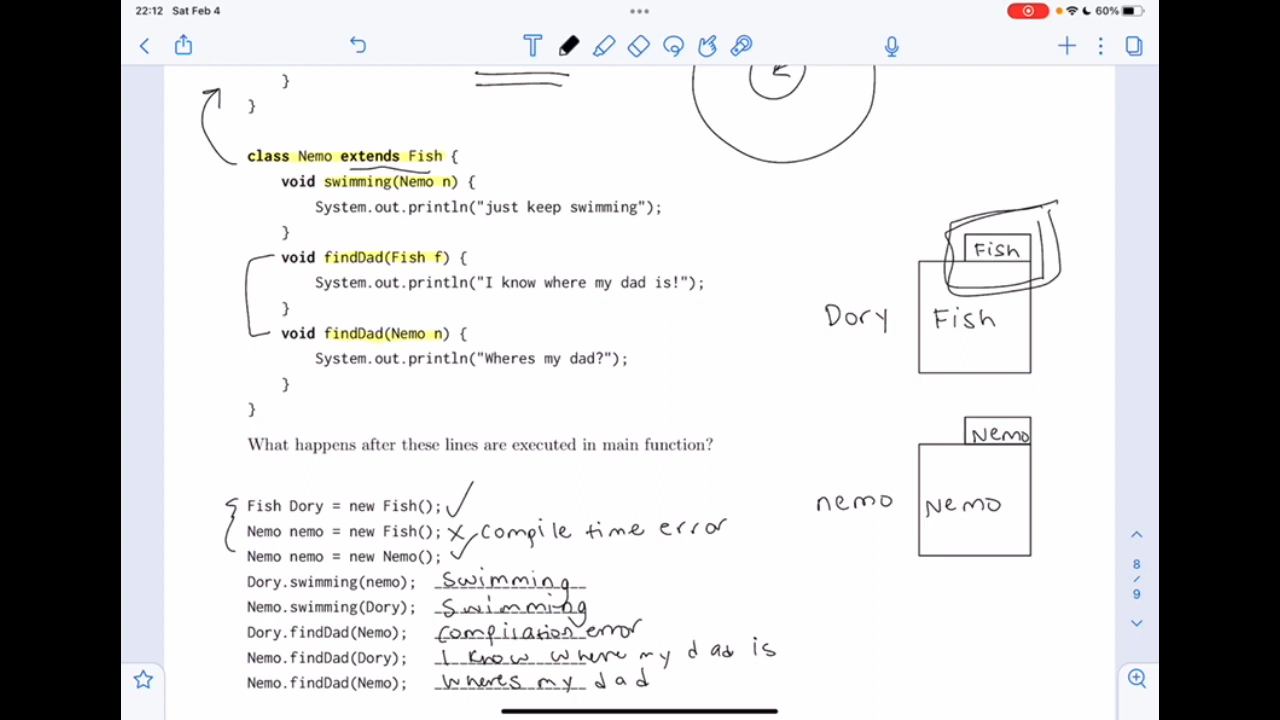 22:12 Sat Feb 4
60%
}
}
class Nemo extends Fish {
void swimming(Nemo n) {
System.out.println("just keep swimming");
}
void findDad(Fish f) {
System.out.println("I know where my dad is!");
}
void findDad(Nemo n) {
System.out.println("Wheres my dad?");
}
}
Fish
Dory Fish
Nemo
nemo Nemo
What happens after these lines are executed in main function?
Fish Dory = new Fish();
Nemo nemo = new Fish(); x compile time error
Nemo nemo = new Nemo();
Dory.swimming(nemo); swimming
Nemo.swimming(Dory); swimming
Dory.findDad(Nemo); compilation error
Nemo.findDad(Dory); I know where my dad is
Nemo.findDad(Nemo); wheres my dad
8
/
9